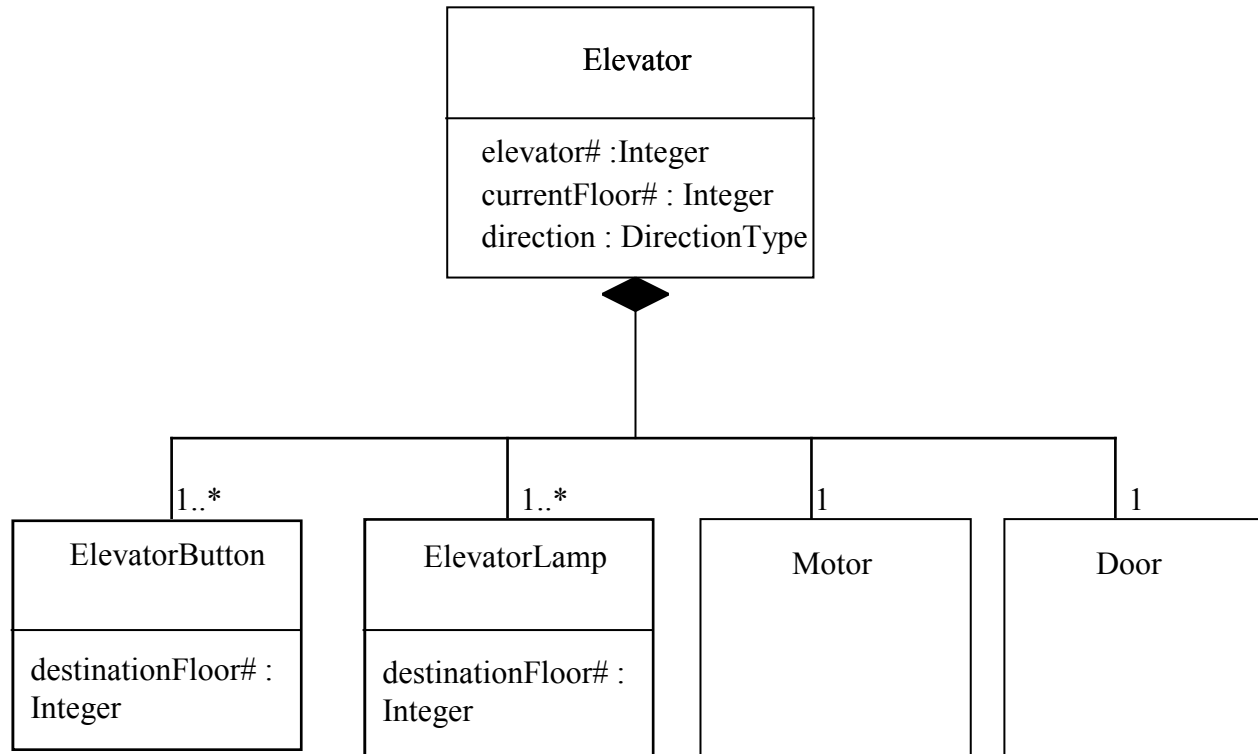 Elevator
elevator# :Integer
currentFloor# : Integer
direction : DirectionType
1..*
1..*
1
1
ElevatorButton
destinationFloor# :
Integer
ElevatorLamp
destinationFloor# :
Integer
Motor
Door